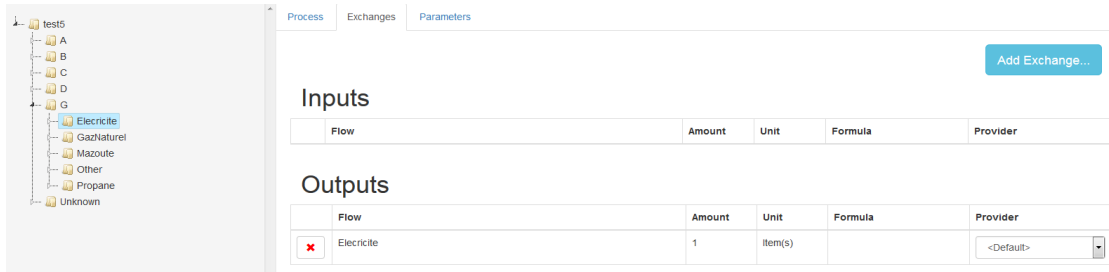 test5
A
B
C
D
G
Elecricite
GazNaturel
Mazoute
Other
Propane
Unknown
Process Exchanges Parameters
Add Exchange...
Inputs
Flow Amount Unit Formula Provider
Outputs
Flow Amount Unit Formula Provider
Elecricite 1 Item(s) <Default>